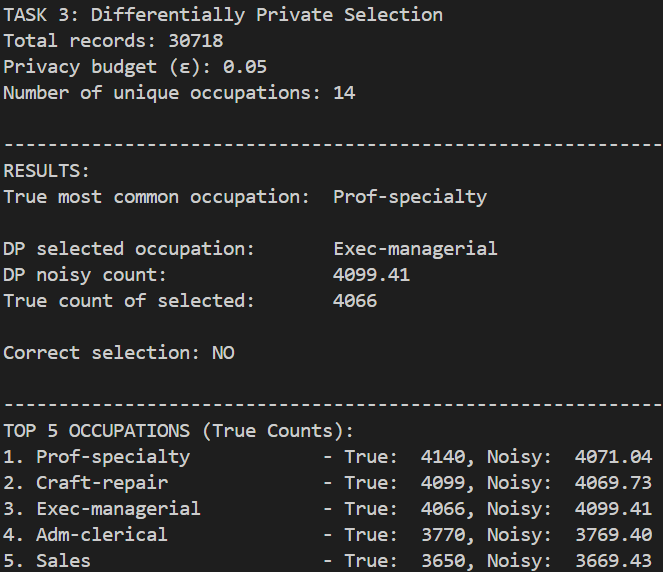 TASK 3: Differentially Private Selection
Total records: 30718
Privacy budget (ε): 0.05
Number of unique occupations: 14
------------------------------------------------------------
RESULTS:
True most common occupation:  Prof-specialty
DP selected occupation:       Exec-managerial
DP noisy count:               4099.41
True count of selected:       4066
Correct selection: NO
------------------------------------------------------------
TOP 5 OCCUPATIONS (True Counts):
1. Prof-specialty            - True:  4140, Noisy:  4071.04
2. Craft-repair              - True:  4099, Noisy:  4069.73
3. Exec-managerial           - True:  4066, Noisy:  4099.41
4. Adm-clerical              - True:  3770, Noisy:  3769.40
5. Sales                     - True:  3650, Noisy:  3669.43